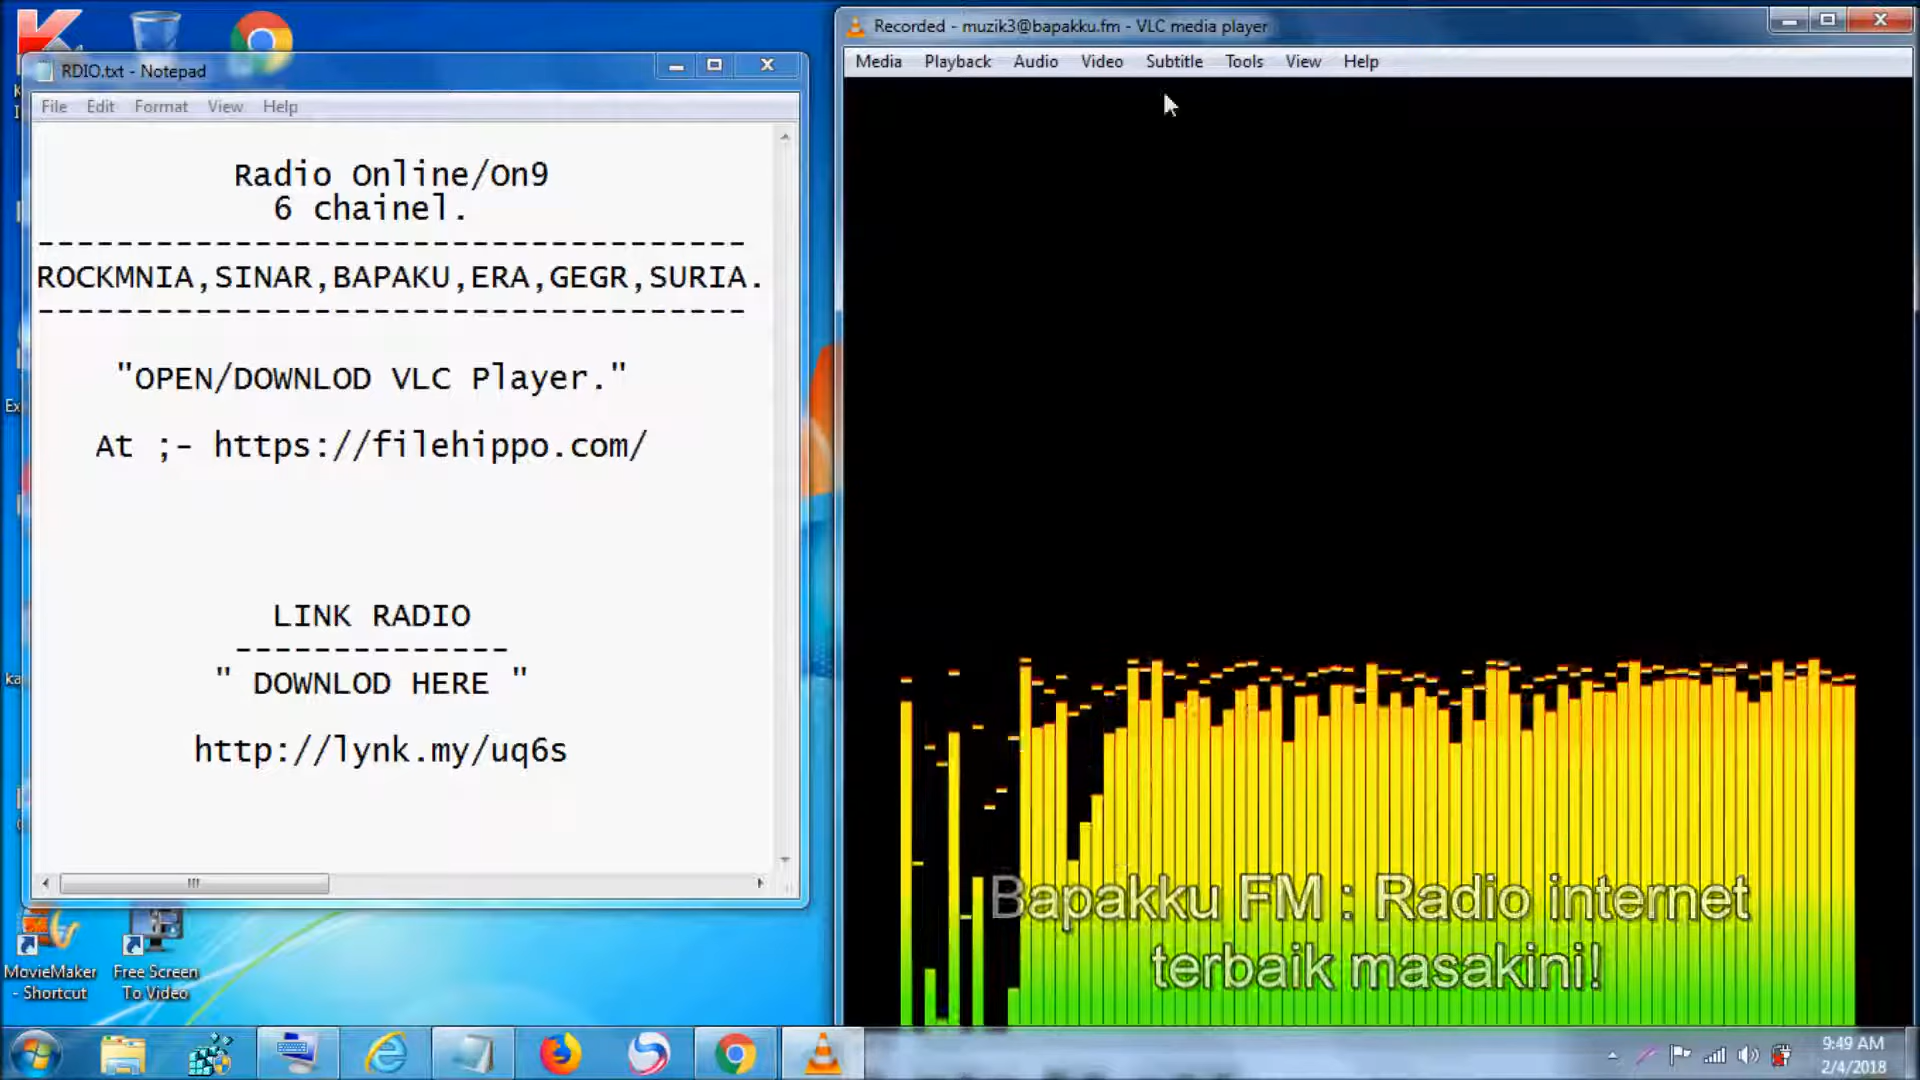 RDIO.txt - Notepad
File Edit Format View Help
Radio Online/On9
6 chainel.
------------------------------------
ROCKMNIA,SINAR,BAPAKU,ERA,GEGR,SURIA.
------------------------------------
"OPEN/DOWNLOD VLC Player."
At ;- https://filehippo.com/
LINK RADIO
--------------
" DOWNLOD HERE "
http://lynk.my/uq6s
MovieMaker
- Shortcut
Free Screen
To Video
Recorded - muzik3@bapakku.fm - VLC media player
Media Playback Audio Video Subtitle Tools View Help
Bapakku FM : Radio internet
terbaik masakini!
9:49 AM
2/4/2018